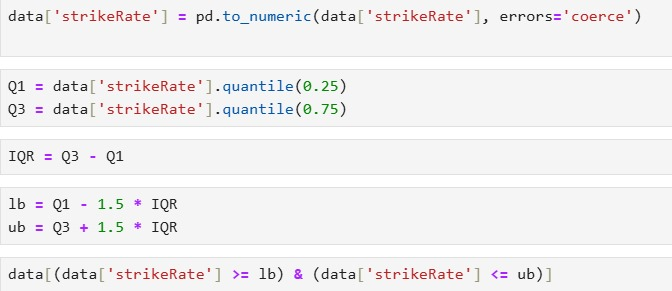 data['strikeRate'] = pd.to_numeric(data['strikeRate'], errors='coerce')
Q1 = data['strikeRate'].quantile(0.25)
Q3 = data['strikeRate'].quantile(0.75)
IQR = Q3 - Q1
lb = Q1 - 1.5 * IQR
ub = Q3 + 1.5 * IQR
data[(data['strikeRate'] >= lb) & (data['strikeRate'] <= ub)]